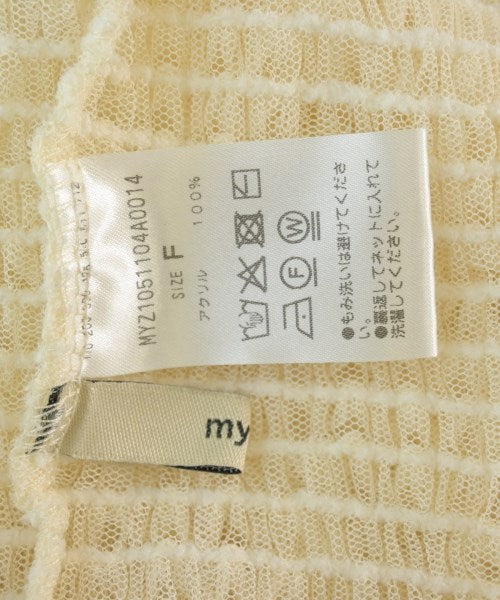 MYZ1051104A0014
SIZE F
アクリル 100%
●もみ洗いは避けてくださ
い。
●裏返してネットに入れて
洗濯してください。
W
F
my